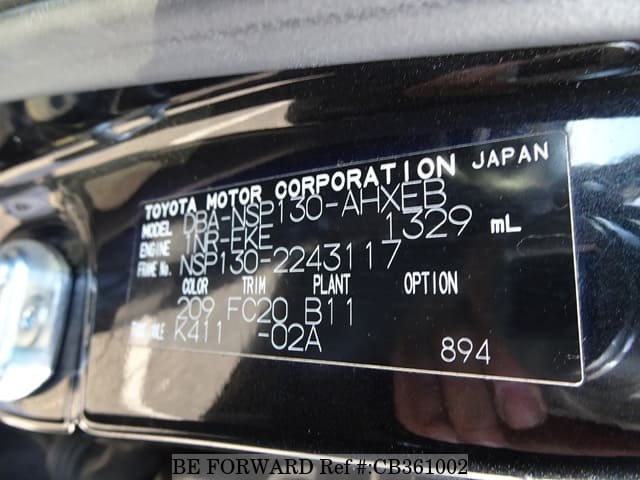 TOYOTA MOTOR CORPORATION JAPAN
MODEL DBA-NSP130-AHXEB
ENGINE 1NR-FKE 1329 mL
FRAME No. NSP130-2243117
COLOR TRIM PLANT OPTION
209 FC20 B11
K411 -02A
894
BE FORWARD Ref #:CB361002